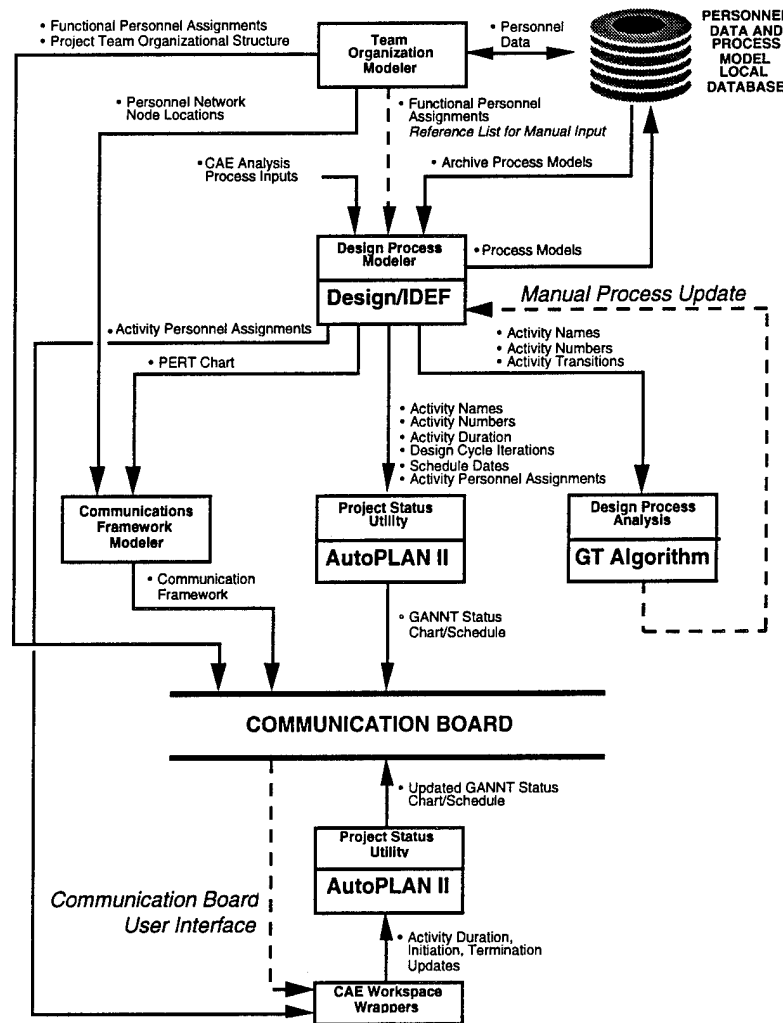 • Functional Personnel Assignments
• Project Team Organizational Structure
Team
Organization
Modeler
• Personnel
Data
PERSONNEL
DATA AND
PROCESS
MODEL
LOCAL
DATABASE
• Personnel Network
Node Locations
• Functional Personnel
Assignments
Reference List for Manual Input
• CAE Analysis
Process Inputs
• Archive Process Models
Design Process
Modeler
Design/IDEF
• Process Models
Manual Process Update
• Activity Personnel Assignments
• PERT Chart
• Activity Names
• Activity Numbers
• Activity Transitions
• Activity Names
• Activity Numbers
• Activity Duration
• Design Cycle Iterations
• Schedule Dates
• Activity Personnel Assignments
Communications
Framework
Modeler
Project Status
Utility
AutoPLAN II
Design Process
Analysis
GT Algorithm
• Communication
Framework
• GANNT Status
Chart/Schedule
COMMUNICATION BOARD
• Updated GANNT Status
Chart/Schedule
Project Status
Utility
AutoPLAN II
Communication Board
User Interface
• Activity Duration,
Initiation, Termination
Updates
CAE Workspace
Wrappers